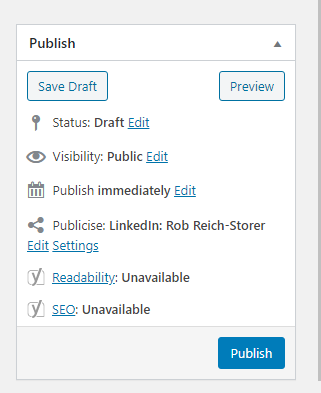 Publish
Save Draft Preview
Status: Draft Edit
Visibility: Public Edit
Publish immediately Edit
Publicise: LinkedIn: Rob Reich-Storer
Edit Settings
Readability: Unavailable
SEO: Unavailable
Publish